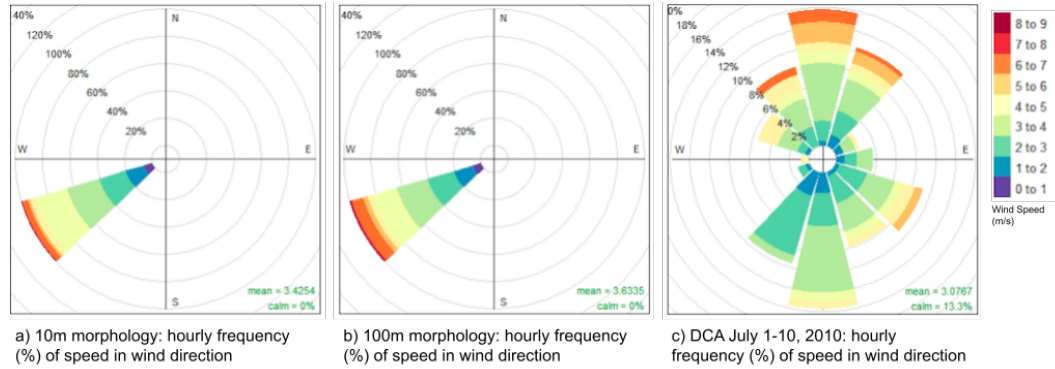 40%
120%
100%
80%
60%
40%
20%
N
W
E
S
mean = 3.4254
calm = 0%
40%
120%
100%
80%
60%
40%
20%
N
W
E
S
mean = 3.6335
calm = 0%
0%
18%
16%
14%
12%
10%
8%
6%
4%
2%
N
W
E
mean = 3.0767
calm = 13.3%
8 to 9
7 to 8
6 to 7
5 to 6
4 to 5
3 to 4
2 to 3
1 to 2
0 to 1
Wind Speed
(m/s)
a) 10m morphology: hourly frequency
(%) of speed in wind direction
b) 100m morphology: hourly frequency
(%) of speed in wind direction
c) DCA July 1-10, 2010: hourly
frequency (%) of speed in wind direction